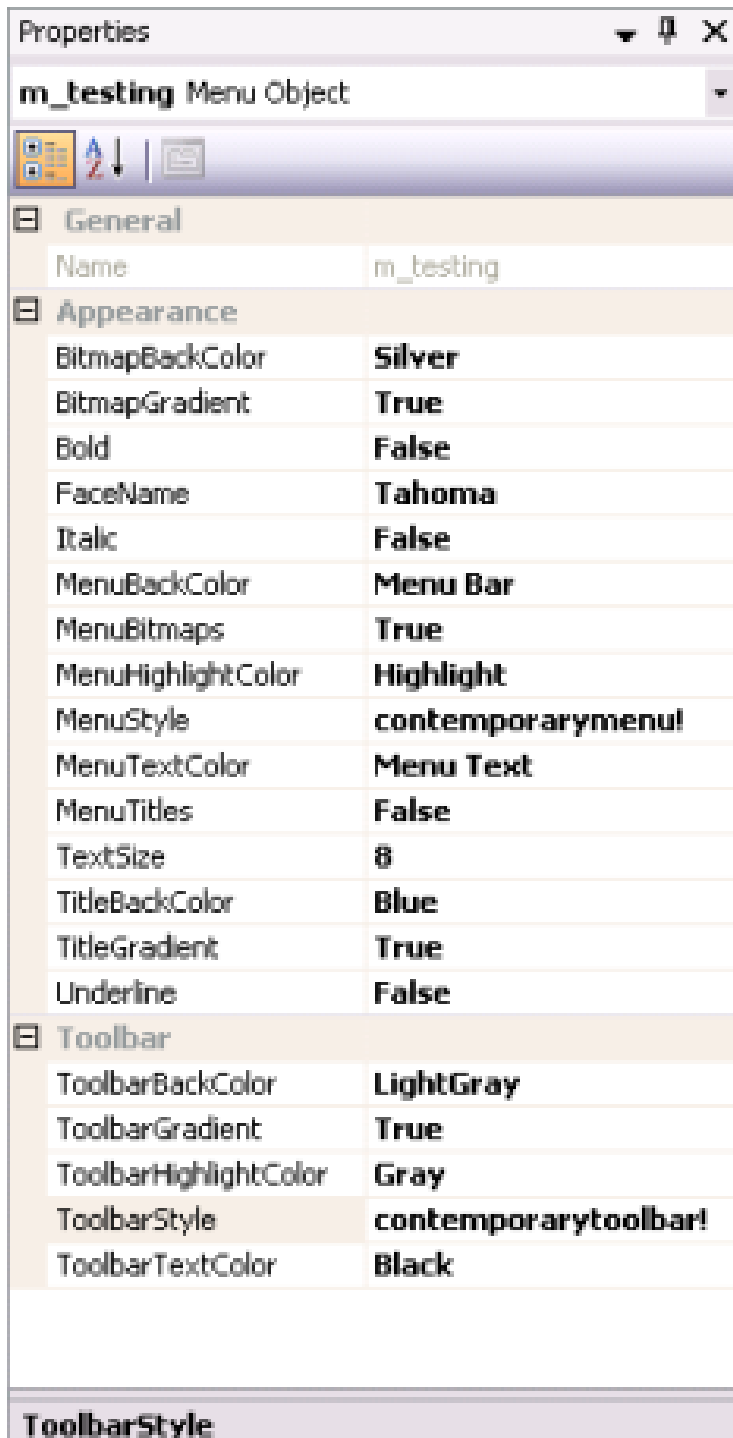 Properties
m_testing Menu Object
General
Name m_testing
Appearance
BitmapBackColor Silver
BitmapGradient True
Bold False
FaceName Tahoma
Italic False
MenuBackColor Menu Bar
MenuBitmaps True
MenuHighlightColor Highlight
MenuStyle contemporarymenu!
MenuTextColor Menu Text
MenuTitles False
TextSize 8
TitleBackColor Blue
TitleGradient True
Underline False
Toolbar
ToolbarBackColor LightGray
ToolbarGradient True
ToolbarHighlightColor Gray
ToolbarStyle contemporarytoolbar!
ToolbarTextColor Black
ToolbarStyle